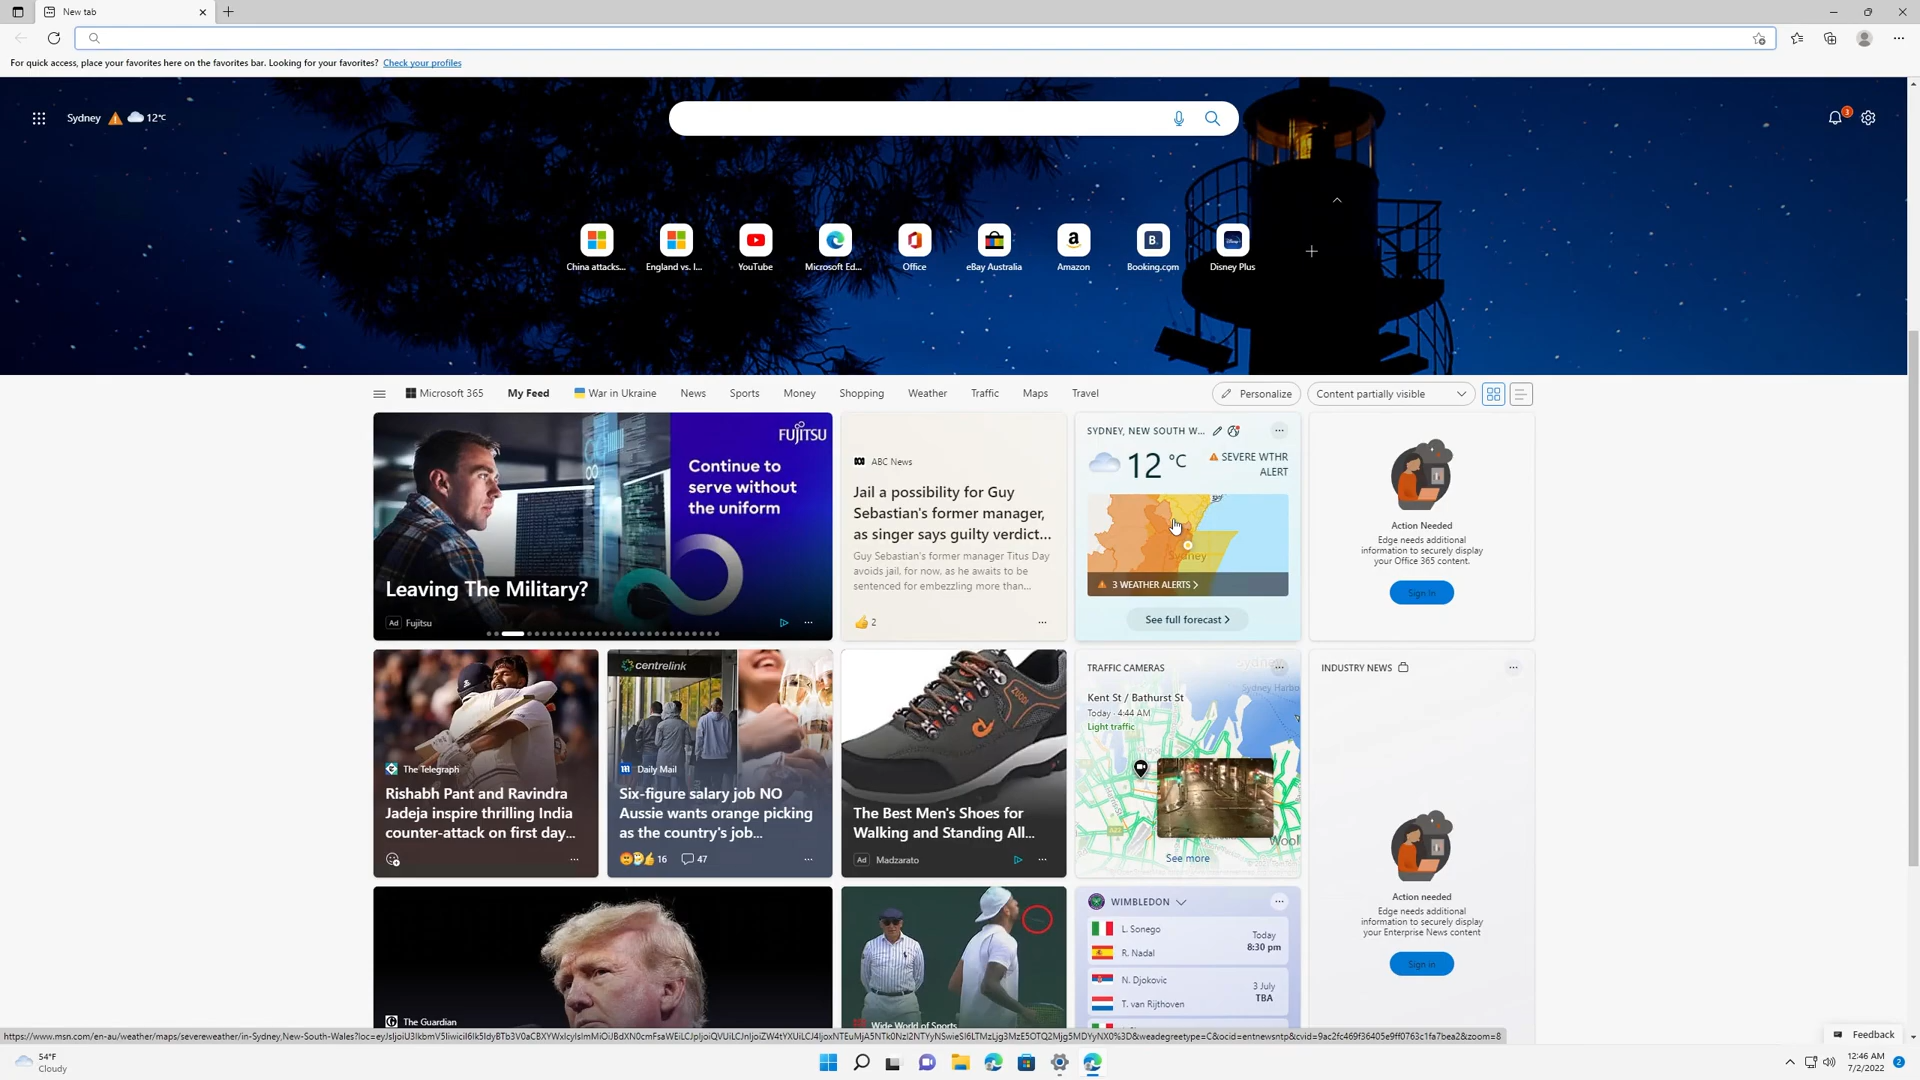 New tab
For quick access, place your favorites here on the favorites bar. Looking for your favorites? Check your profiles
Sydney 12°C
3
China attacks...
England vs. I...
YouTube
Microsoft Ed...
Office
eBay Australia
Amazon
Booking.com
Disney Plus
Microsoft 365
My Feed
War in Ukraine
News
Sports
Money
Shopping
Weather
Traffic
Maps
Travel
Personalize
Content partially visible
FUJITSU
Continue to
serve without
the uniform
Leaving The Military?
Ad Fujitsu
ABC News
Jail a possibility for Guy
Sebastian's former manager,
as singer says guilty verdict...
Guy Sebastian's former manager Titus Day
avoids jail, for now, as he awaits to be
sentenced for embezzling more than...
2
SYDNEY, NEW SOUTH W...
12 °C
SEVERE WTHR
ALERT
Sydney
3 WEATHER ALERTS
See full forecast
Action Needed
Edge needs additional
information to securely display
your Office 365 content.
Sign In
The Telegraph
Rishabh Pant and Ravindra
Jadeja inspire thrilling India
counter-attack on first day...
centrelink
Daily Mail
Six-figure salary job NO
Aussie wants orange picking
as the country's job...
16
47
The Best Men's Shoes for
Walking and Standing All...
Ad Madzarato
TRAFFIC CAMERAS
Kent St / Bathurst St
Today · 4:44 AM
Light traffic
See more
INDUSTRY NEWS
Action needed
Edge needs additional
information to securely display
your Enterprise News content
Sign in
The Guardian
Wide World of Sports
WIMBLEDON
L. Sonego
R. Nadal
Today
8:30 pm
N. Djokovic
T. van Rijthoven
3 July
TBA
Feedback
54°F
Cloudy
12:46 AM
7/2/2022
2